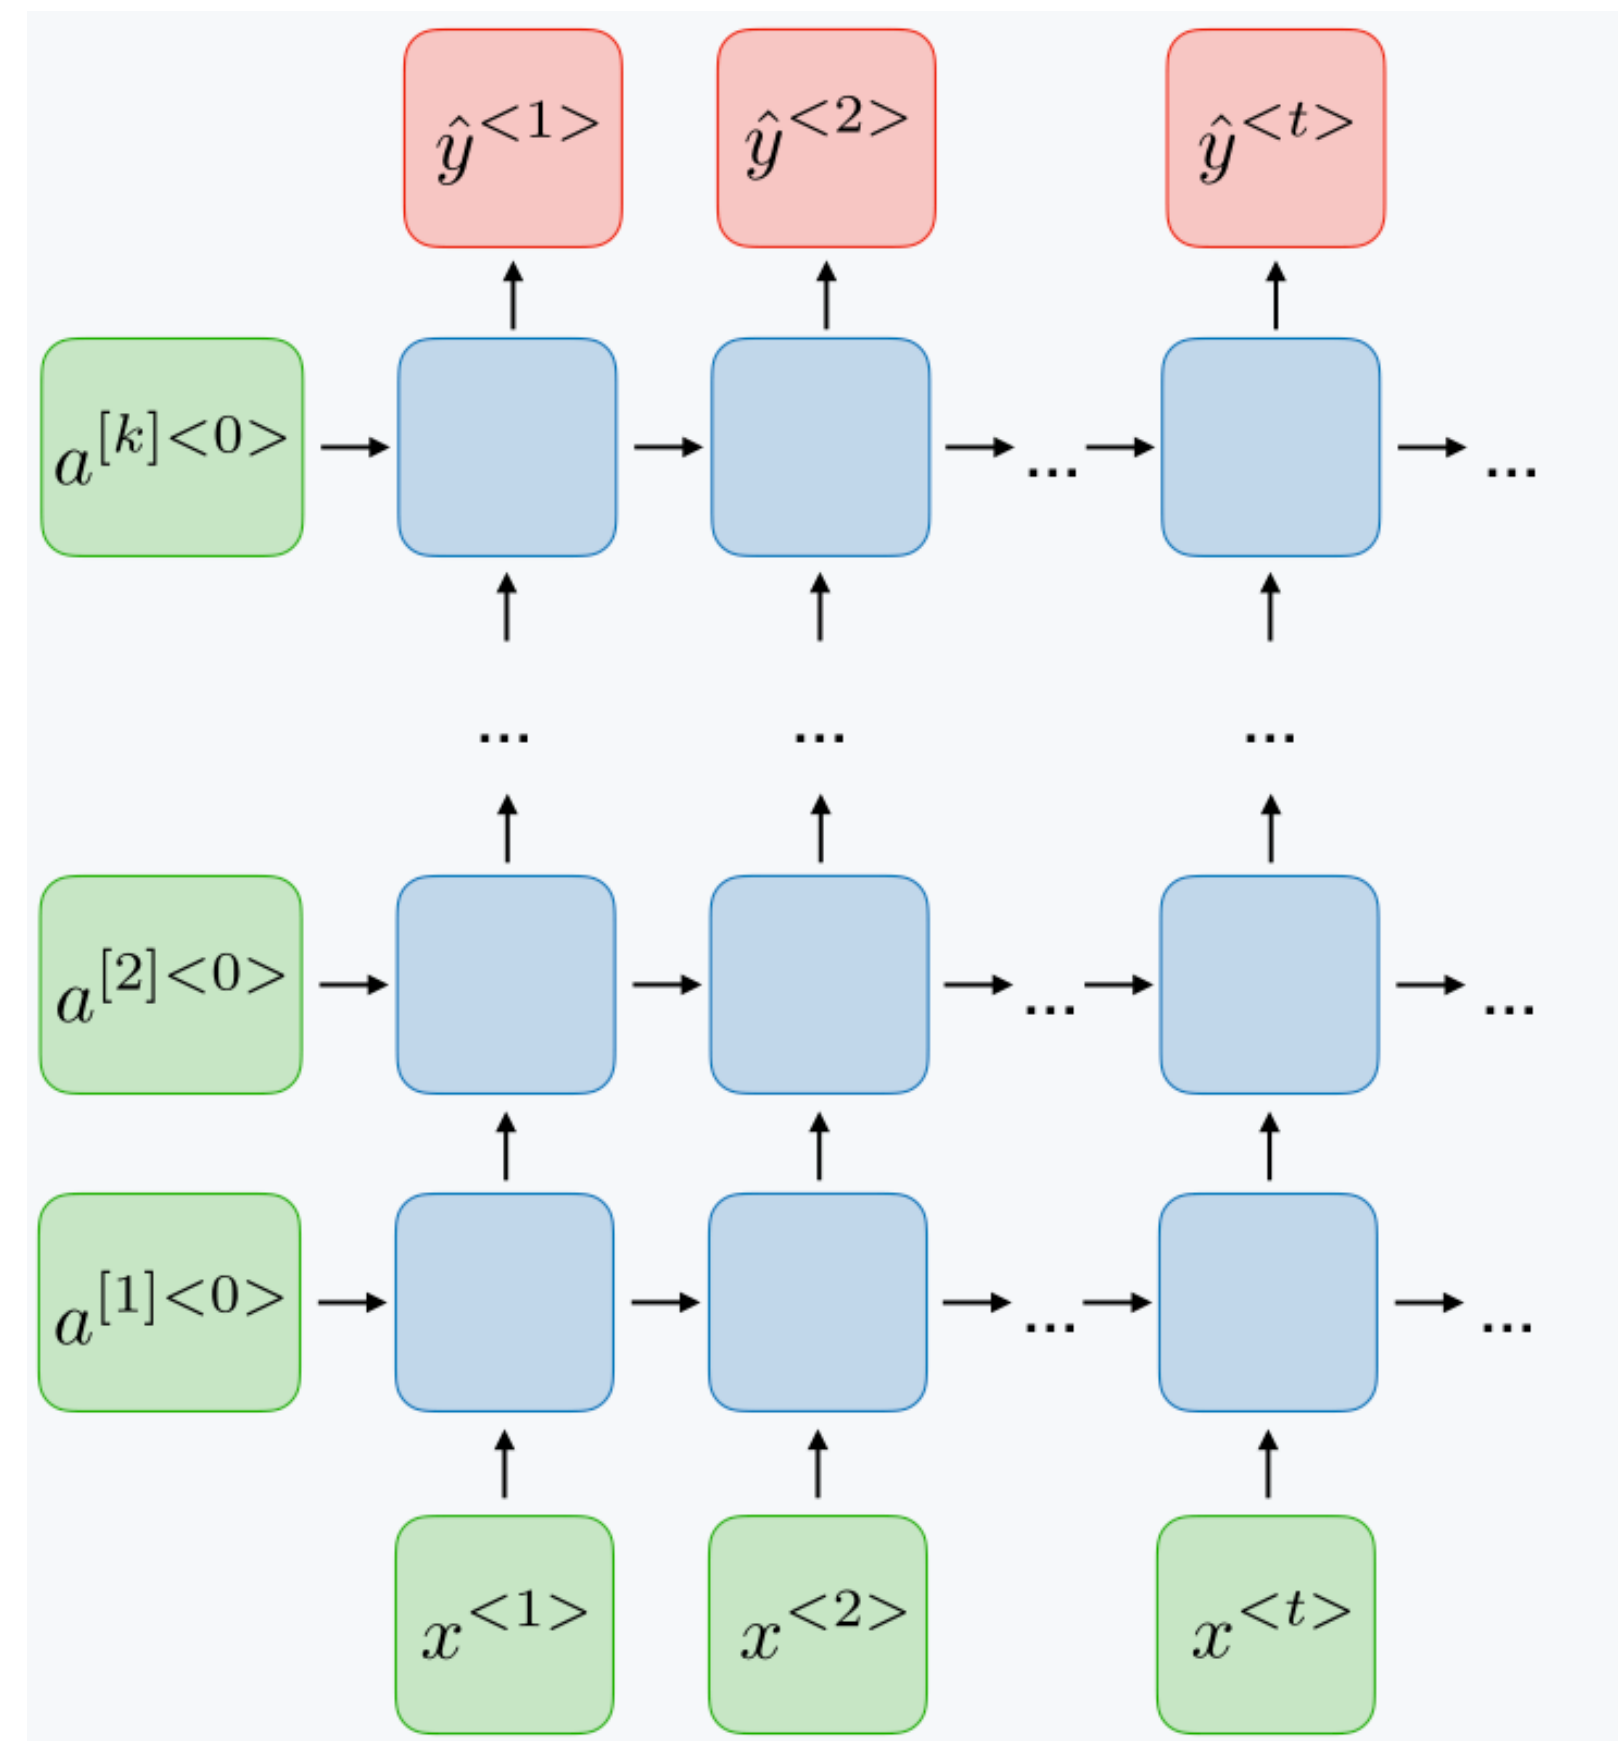 ŷ<1> ŷ<2> ŷ<t>
a[k]<0> ... ...
... ... ...
a[2]<0> ... ...
a[1]<0> ... ...
x<1> x<2> x<t>